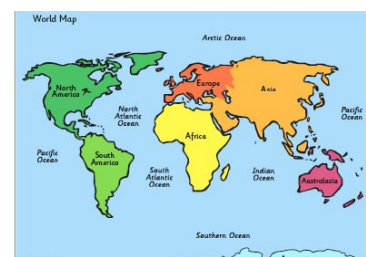 World Map
Arctic Ocean
North
America
Europe
Asia
North
Atlantic
Ocean
Pacific
Ocean
Africa
Pacific
Ocean
South
America
South
Atlantic
Ocean
Indian
Ocean
Australasia
Southern Ocean